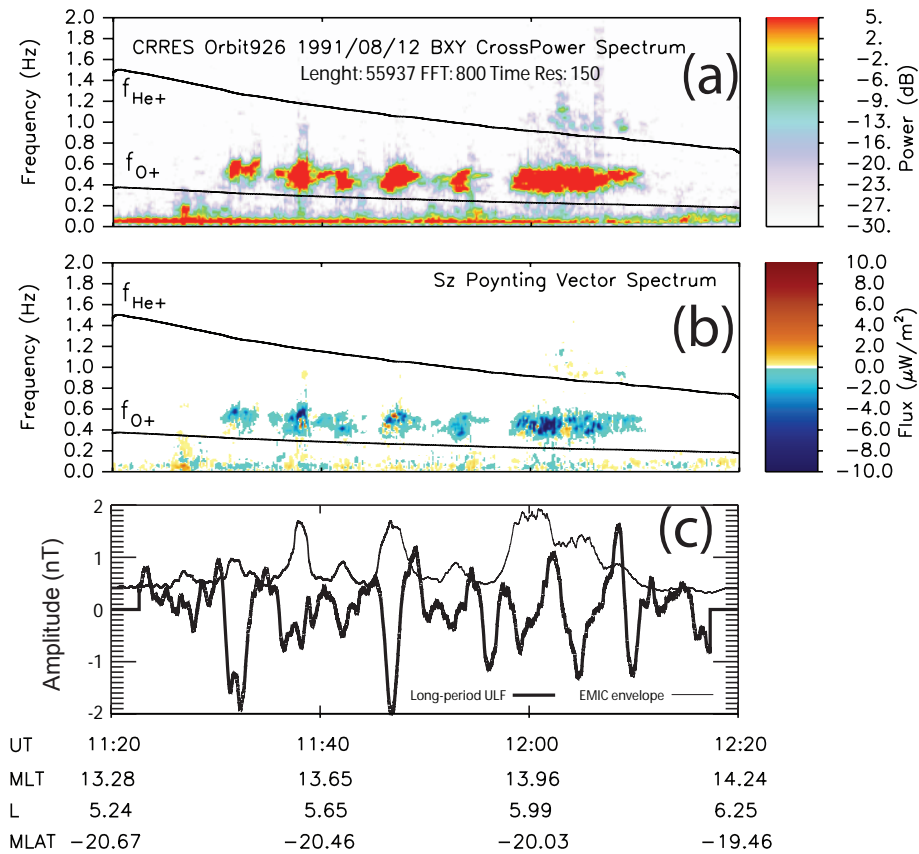 CRRES Orbit926 1991/08/12 BXY CrossPower Spectrum
Lenght: 55937 FFT: 800 Time Res: 150
(a)
Frequency (Hz)
2.0
1.8
1.6
1.4
1.2
1.0
0.8
0.6
0.4
0.2
0.0
fHe+
fO+
5.
2.
-2.
-6.
-9.
-13.
-16.
-20.
-23.
-27.
-30.
Power (dB)
Sz Poynting Vector Spectrum
(b)
Frequency (Hz)
2.0
1.8
1.6
1.4
1.2
1.0
0.8
0.6
0.4
0.2
0.0
fHe+
fO+
10.0
8.0
6.0
4.0
2.0
0.0
-2.0
-4.0
-6.0
-8.0
-10.0
Flux (μW/m²)
(c)
Amplitude (nT)
2
1
0
-1
-2
Long-period ULF
EMIC envelope
UT 11:20 11:40 12:00 12:20
MLT 13.28 13.65 13.96 14.24
L 5.24 5.65 5.99 6.25
MLAT -20.67 -20.46 -20.03 -19.46